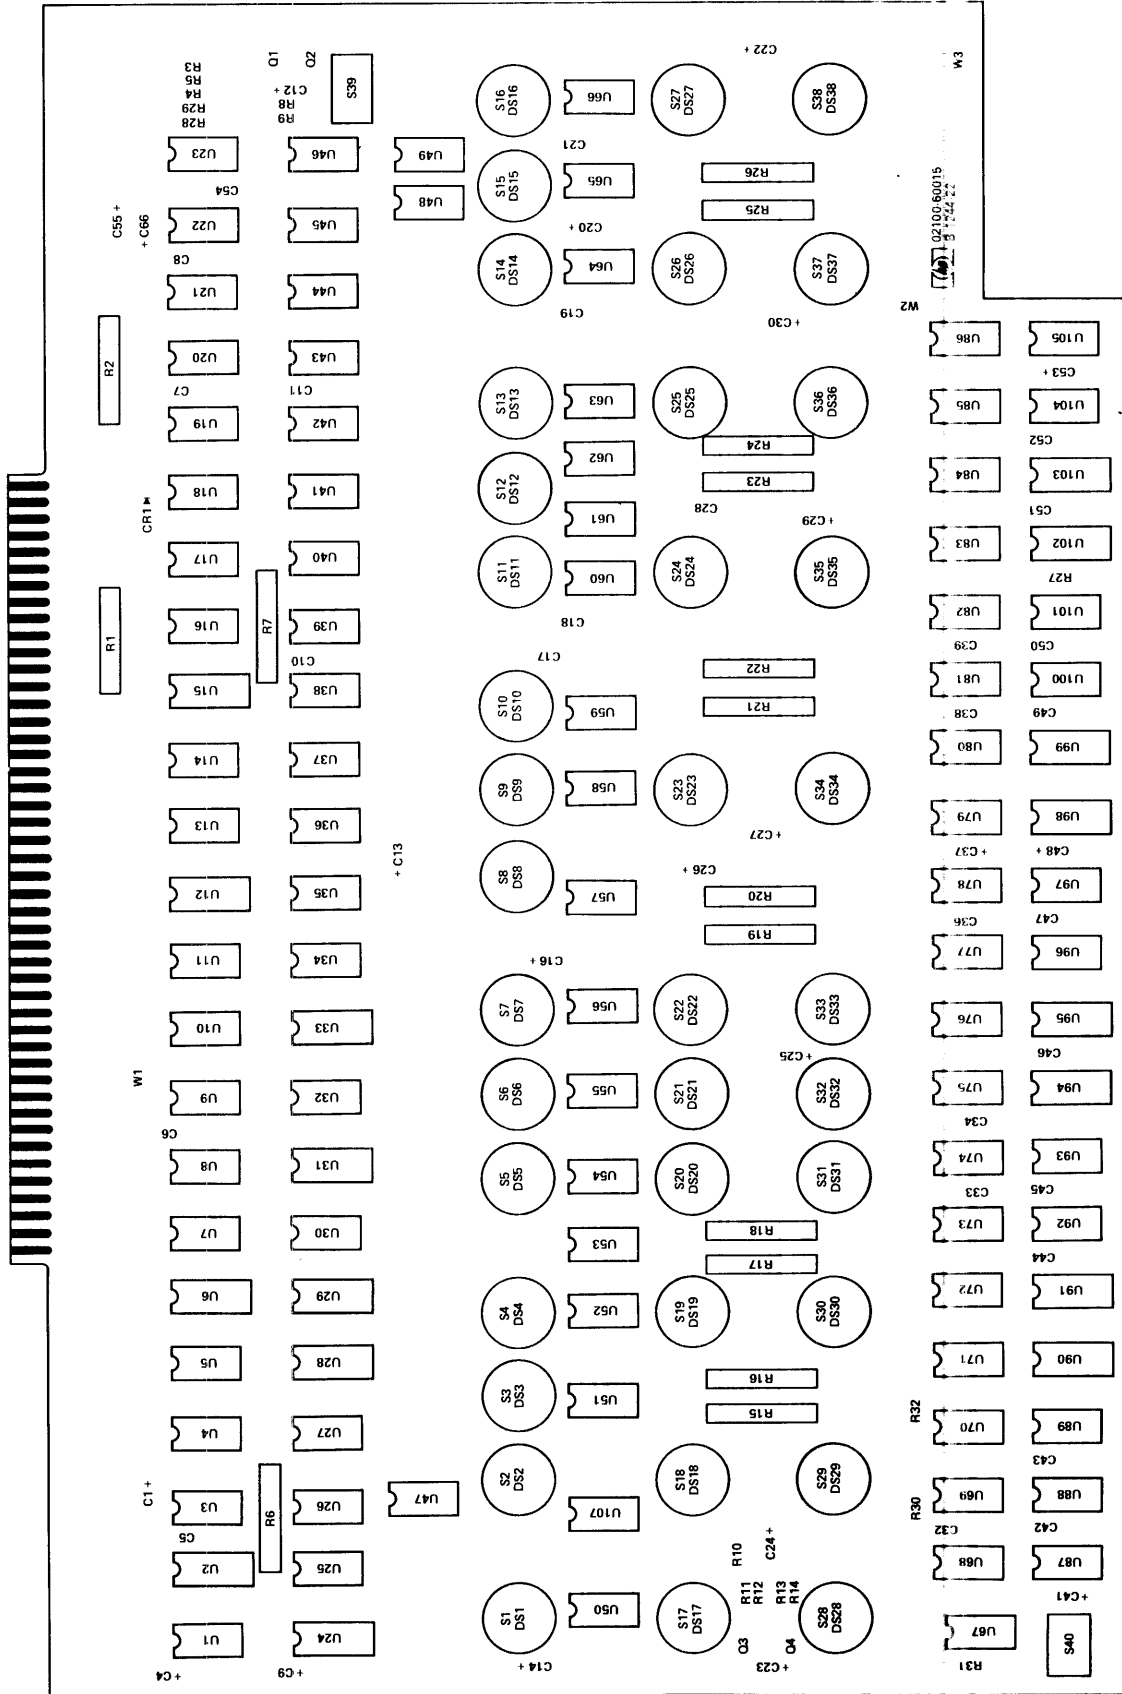 R3
R5
R4
R29
R28
Q1
Q2
C12 +
R8
R9
S39
U23
U46
U49
S16
DS16
U66
S27
DS27
C22 +
S38
DS38
W3
C55 +
+ C66
C54
U22
U45
U48
C21
S15
DS15
U65
R26
R25
C8
U21
U44
C20 +
S14
DS14
U64
S26
DS26
S37
DS37
02100-60015
C19
C30 +
W2
U86
U105
R2
U20
U43
C7
C11
C53 +
U19
U42
S13
DS13
U63
S25
DS25
S36
DS36
U85
U104
R24
C52
U62
CR1
U18
U41
S12
DS12
R23
U84
U103
U61
C28
C29 +
C51
U17
U40
S11
DS11
U60
S24
DS24
S35
DS35
U83
U102
R27
R1
U16
R7
U39
C18
U82
U101
C10
C17
C39
C50
U15
U38
R22
U81
U100
S10
DS10
U59
R21
C38
C49
U14
U37
U80
U99
S9
DS9
U58
S23
DS23
S34
DS34
U13
U36
C27 +
U79
U98
+ C13
C37 +
C48 +
U12
U35
S8
DS8
U57
C26 +
R20
U78
U97
R19
C36
C47
U11
U34
C16 +
U77
U96
U10
U33
S7
DS7
U56
S22
DS22
S33
DS33
U76
U95
W1
C25 +
C46
U9
U32
S6
DS6
U55
S21
DS21
S32
DS32
U75
U94
C6
C34
U8
U31
S5
DS5
U54
S20
DS20
S31
DS31
U74
U93
C33
C45
U7
U30
U53
R18
U73
U92
R17
C44
U6
U29
S4
DS4
U52
S19
DS19
S30
DS30
U72
U91
U5
U28
S3
DS3
U51
R16
U71
U90
R15
R32
U4
U27
U70
U89
C43
C1 +
U3
R6
U26
U47
S2
DS2
U107
S18
DS18
S29
DS29
R30
U69
U88
C5
C32
C42
U2
U25
R10
C24 +
U68
U87
R11
R12
R13
R14
+ C41
U1
U24
S1
DS1
U50
S17
DS17
Q3
Q4
S28
DS28
U67
S40
C4 +
C9 +
C14 +
C23 +
R31